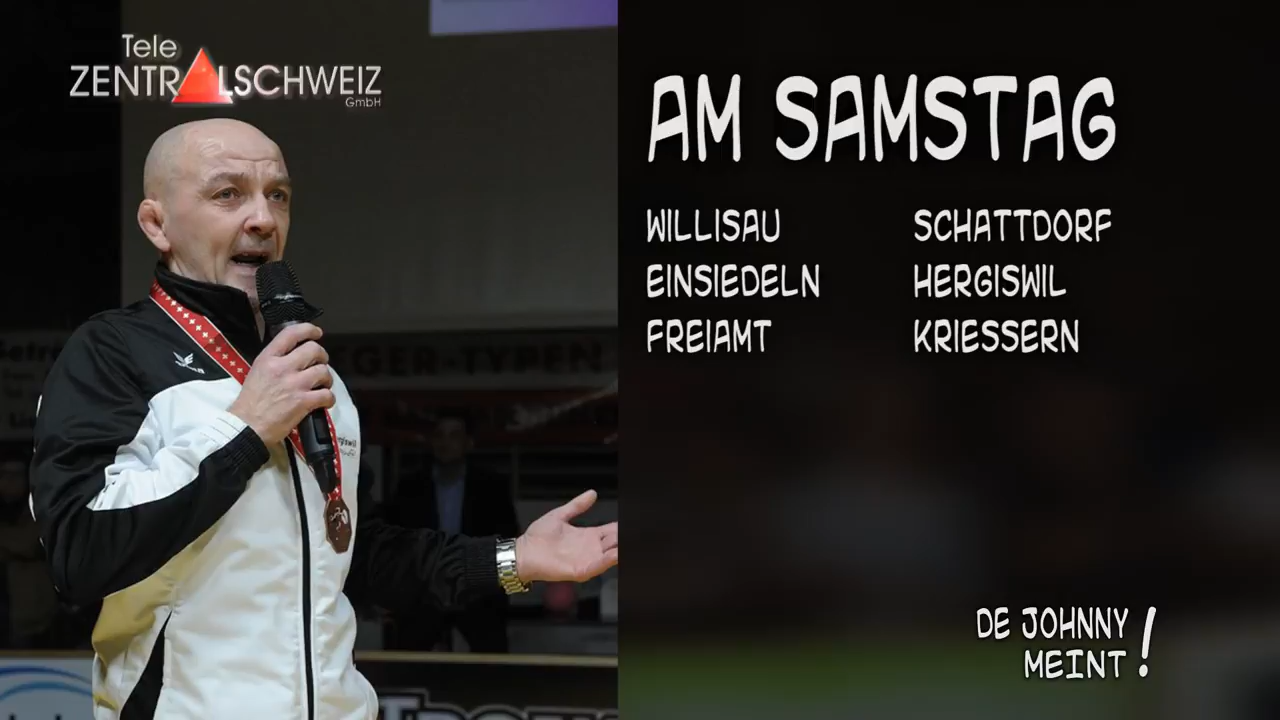 Tele
ZENTRALSCHWEIZ
GmbH
AM SAMSTAG
WILLISAU SCHATTDORF
EINSIEDELN HERGISWIL
FREIAMT KRIESSERN
DE JOHNNY
MEINT!